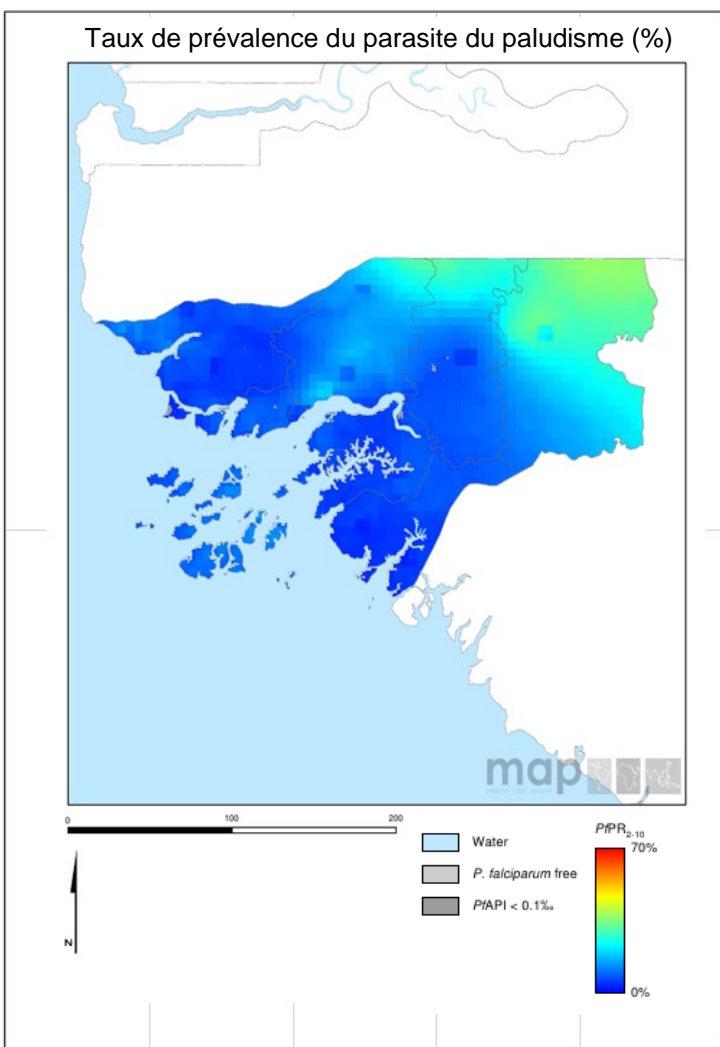 Taux de prévalence du parasite du paludisme (%)
map
0
100
200
Water
P. falciparum free
PfAPI < 0.1‰
PfPR2-10
70%
0%
N